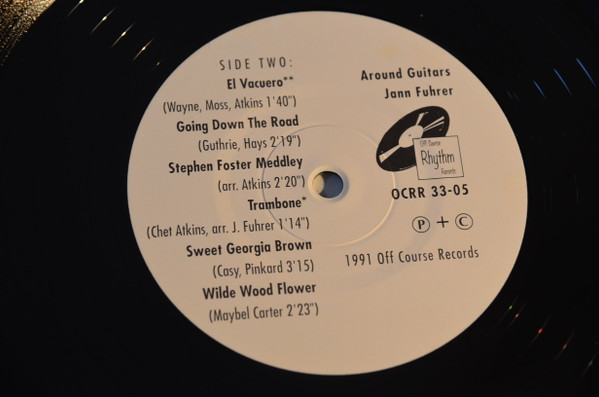 SIDE TWO:
El Vacuero**
(Wayne, Moss, Atkins 1'40")
Going Down The Road
(Guthrie, Hays 2'19")
Stephen Foster Meddley
(arr. Atkins 2'20")
Trambone*
(Chet Atkins, arr. J. Fuhrer 1'14")
Sweet Georgia Brown
(Casy, Pinkard 3'15)
Wilde Wood Flower
(Maybel Carter 2'23")
Around Guitars
Jann Fuhrer
Off Course
Rhythm
Records
OCRR 33-05
Ⓟ + ©
1991 Off Course Records